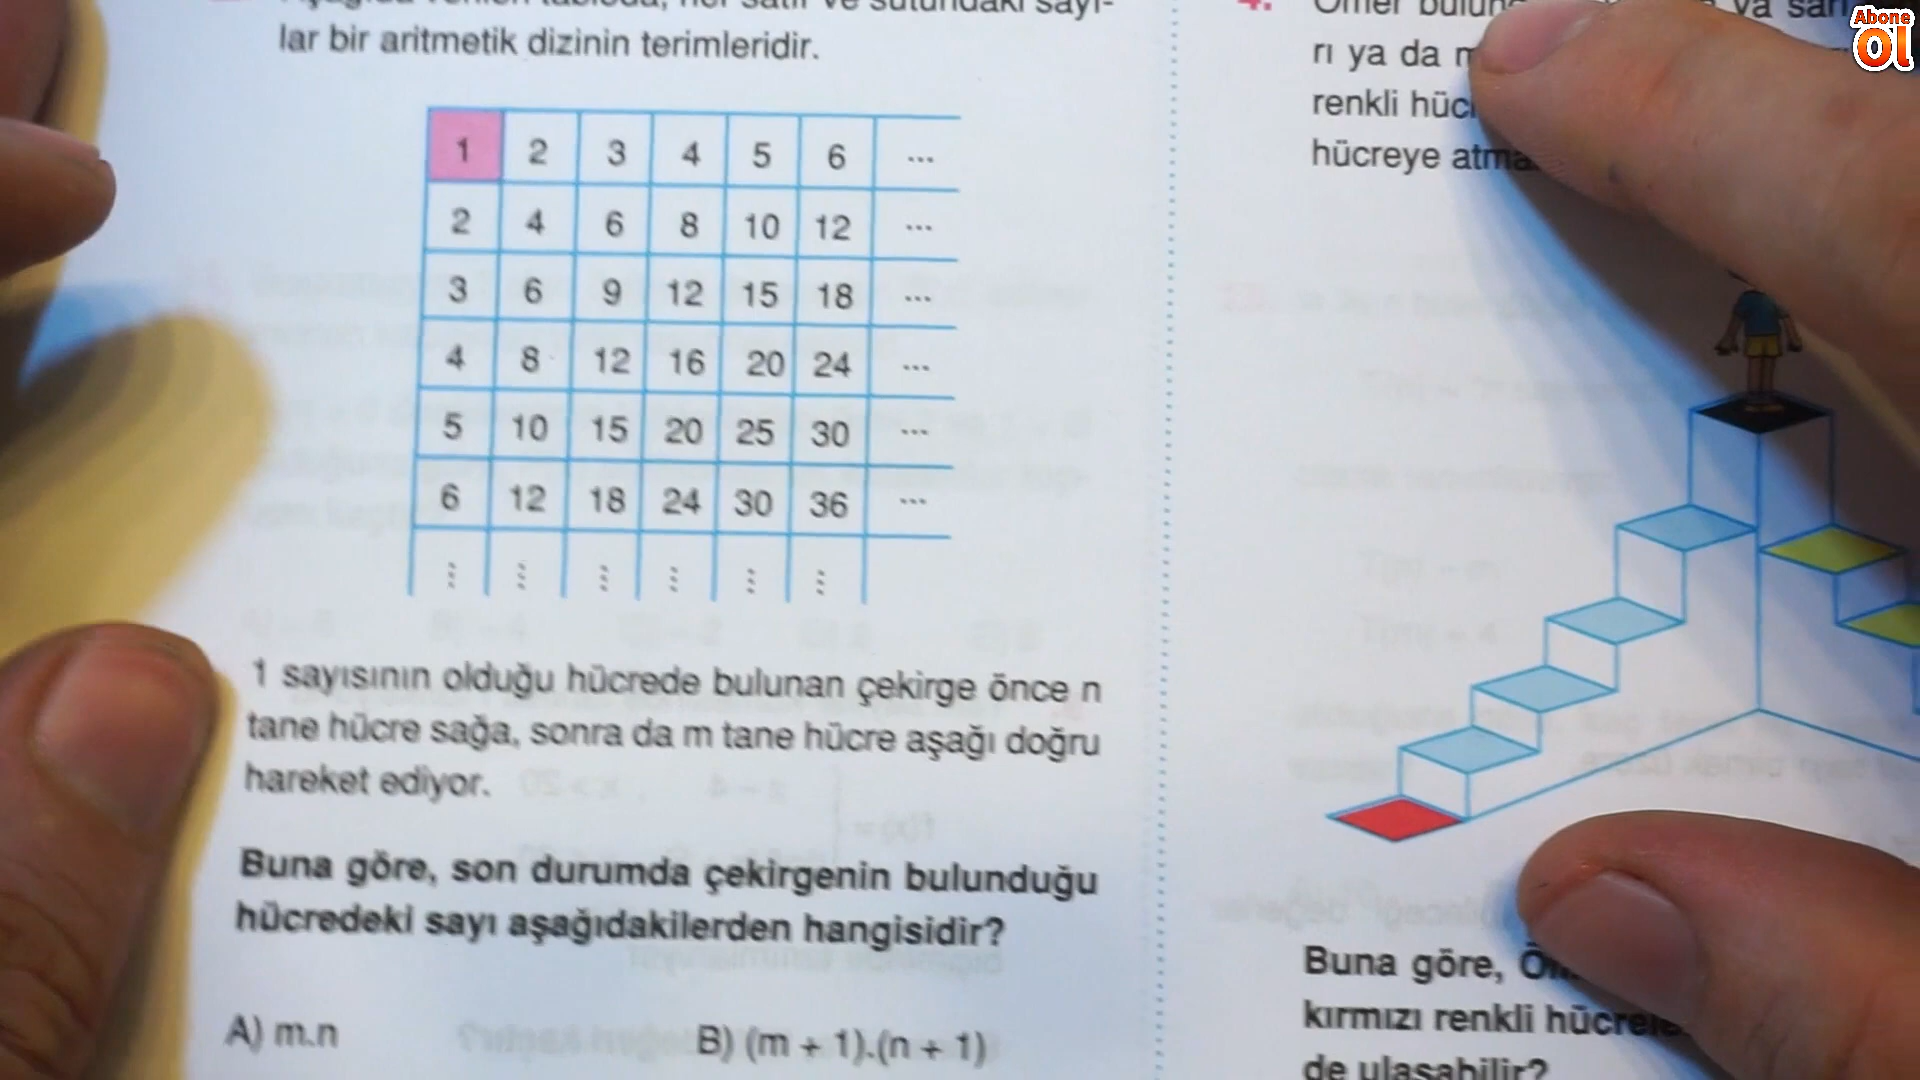 lar bir aritmetik dizinin terimleridir.
1 2 3 4 5 6 ...
2 4 6 8 10 12 ...
3 6 9 12 15 18 ...
4 8 12 16 20 24 ...
5 10 15 20 25 30 ...
6 12 18 24 30 36 ...
1 sayısının olduğu hücrede bulunan çekirge önce n
tane hücre sağa, sonra da m tane hücre aşağı doğru
hareket ediyor.
Buna göre, son durumda çekirgenin bulunduğu
hücredeki sayı aşağıdakilerden hangisidir?
A) m.n
B) (m + 1).(n + 1)
4. Ömer
rı ya da
renkli
hücreye
Buna göre,
kırmızı renkli
de ulaşabilir?
Abone
Ol